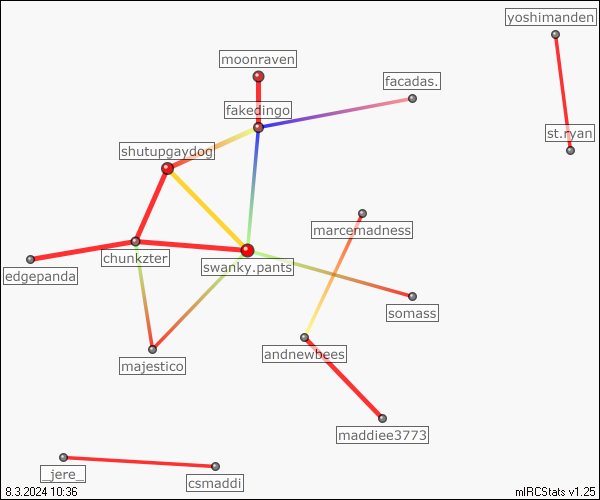 yoshimanden
moonraven
facadas.
fakedingo
st.ryan
shutupgaydog
marcemadness
chunkzter
swanky.pants
edgepanda
somass
andnewbees
majestico
maddiee3773
_jere_
csmaddi
8.3.2024 10:36
mIRCStats v1.25